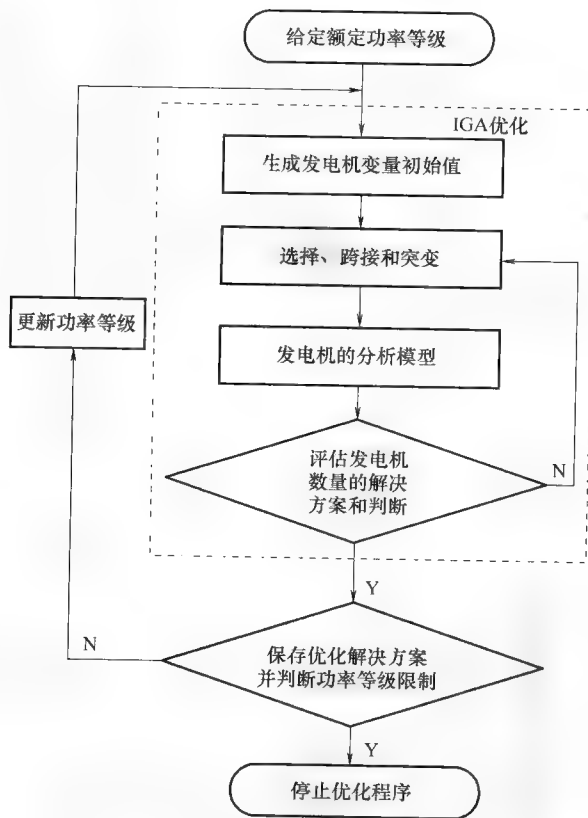 给定额定功率等级
IGA优化
生成发电机变量初始值
选择、跨接和突变
更新功率等级
发电机的分析模型
评估发电机
数量的解决
方案和判断
N
Y
N
保存优化解决方案
并判断功率等级限制
Y
停止优化程序